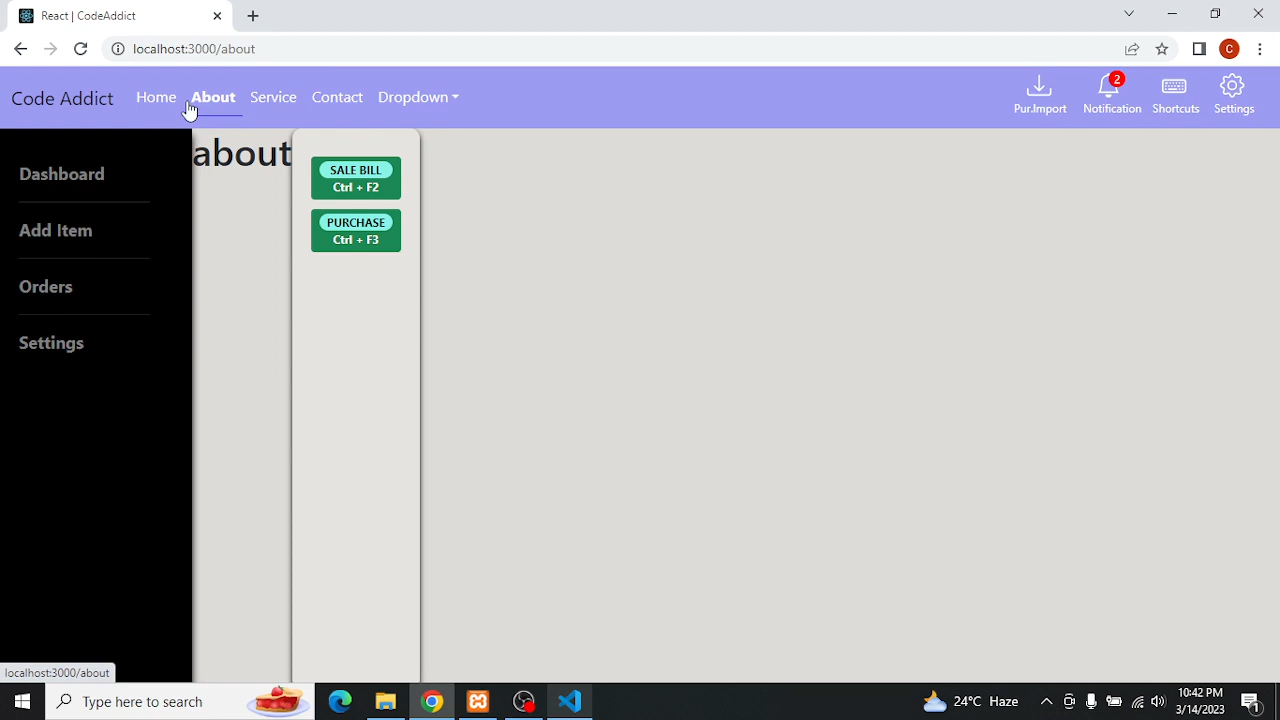 React | CodeAddict
localhost:3000/about
C
Code Addict
Home
About
Service
Contact
Dropdown
Pur.Import
2
Notification
Shortcuts
Settings
Dashboard
Add Item
Orders
Settings
about
SALE BILL
Ctrl + F2
PURCHASE
Ctrl + F3
localhost:3000/about
Type here to search
24°C Haze
10:42 PM
3/14/2023
1